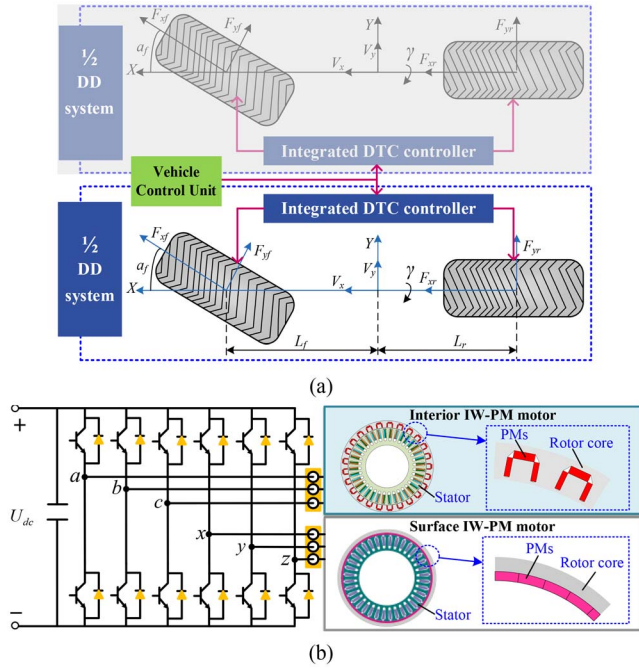 F_xf
F_yf
a_f
X
½
DD
system
Y
V_y
V_x
γ
F_xr
F_yr
Integrated DTC controller
Vehicle
Control Unit
Integrated DTC controller
½
DD
system
F_xf
F_yf
a_f
X
Y
V_y
V_x
γ
F_xr
F_yr
L_f
L_r
(a)
+
U_dc
−
a
b
c
x
y
z
Interior IW-PM motor
PMs
Rotor core
Stator
Surface IW-PM motor
PMs
Rotor core
Stator
(b)